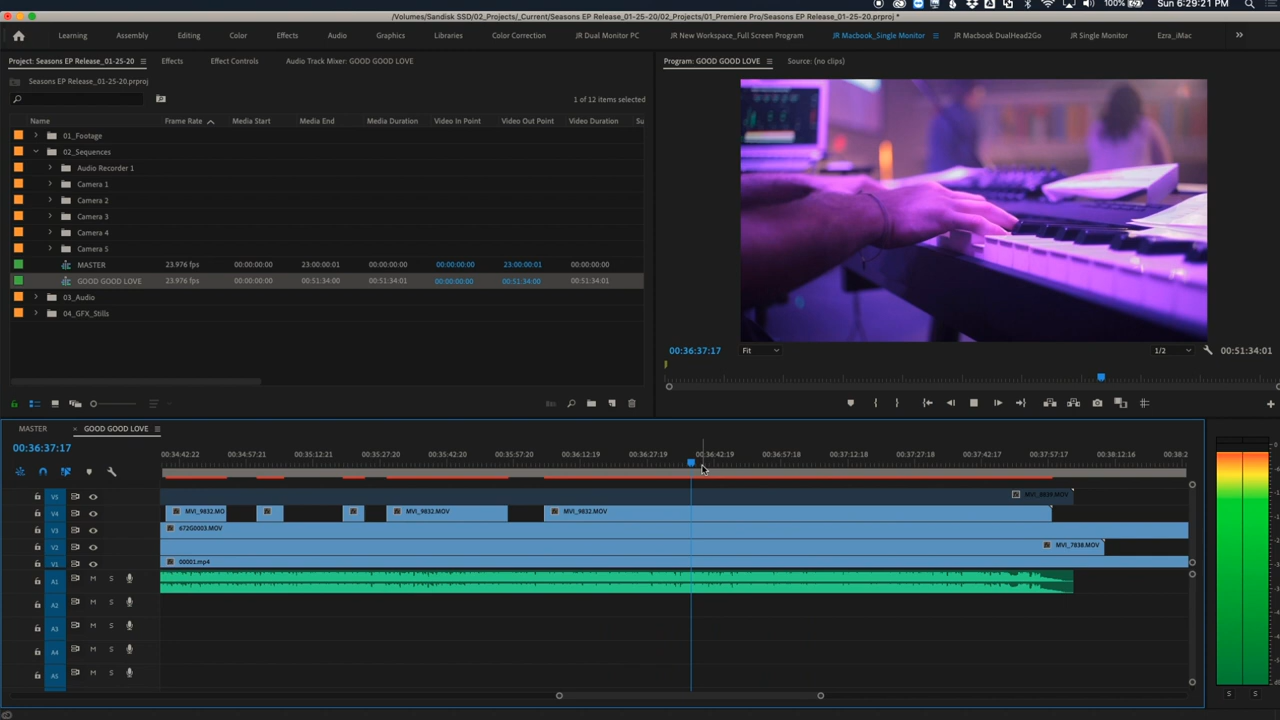 100% Sun 6:29:21 PM
/Volumes/Sandisk SSD/02_Projects/_Current/Seasons EP Release_01-25-20/02_Projects/01_Premiere Pro/Seasons EP Release_01-25-20.prproj *
Learning Assembly Editing Color Effects Audio Graphics Libraries Color Correction JR Dual Monitor PC JR New Workspace_Full Screen Program JR Macbook_Single Monitor JR Macbook DualHead2Go JR Single Monitor Ezra_iMac
Project: Seasons EP Release_01-25-20 Effects Effect Controls Audio Track Mixer: GOOD GOOD LOVE Program: GOOD GOOD LOVE Source: (no clips)
Seasons EP Release_01-25-20.prproj
1 of 12 items selected
Name Frame Rate Media Start Media End Media Duration Video In Point Video Out Point Video Duration Su
01_Footage
02_Sequences
Audio Recorder 1
Camera 1
Camera 2
Camera 3
Camera 4
Camera 5
MASTER 23.976 fps 00:00:00:00 23:00:00:01 00:00:00:00 00:00:00:00 23:00:00:01 00:00:00:00
GOOD GOOD LOVE 23.976 fps 00:00:00:00 00:51:34:01 00:51:34:01 00:00:00:00 00:51:34:00 00:51:34:01
03_Audio
04_GFX_Stills
00:36:37:17 Fit 1/2 00:51:34:01
MASTER × GOOD GOOD LOVE
00:36:37:17
00:34:42:22 00:34:57:21 00:35:12:21 00:35:27:20 00:35:42:20 00:35:57:20 00:36:12:19 00:36:27:19 00:36:42:19 00:36:57:18 00:37:12:18 00:37:27:18 00:37:42:17 00:37:57:17 00:38:12:16 00:38:2
V5 MVI_8839.MOV
V4 MVI_9832.MO MVI_9832.MOV MVI_9832.MOV
V3 672G0003.MOV
V2 MVI_7838.MOV
V1 00001.mp4
A1 M S
A2 M S
A3 M S
A4 M S
A5 M S
S S